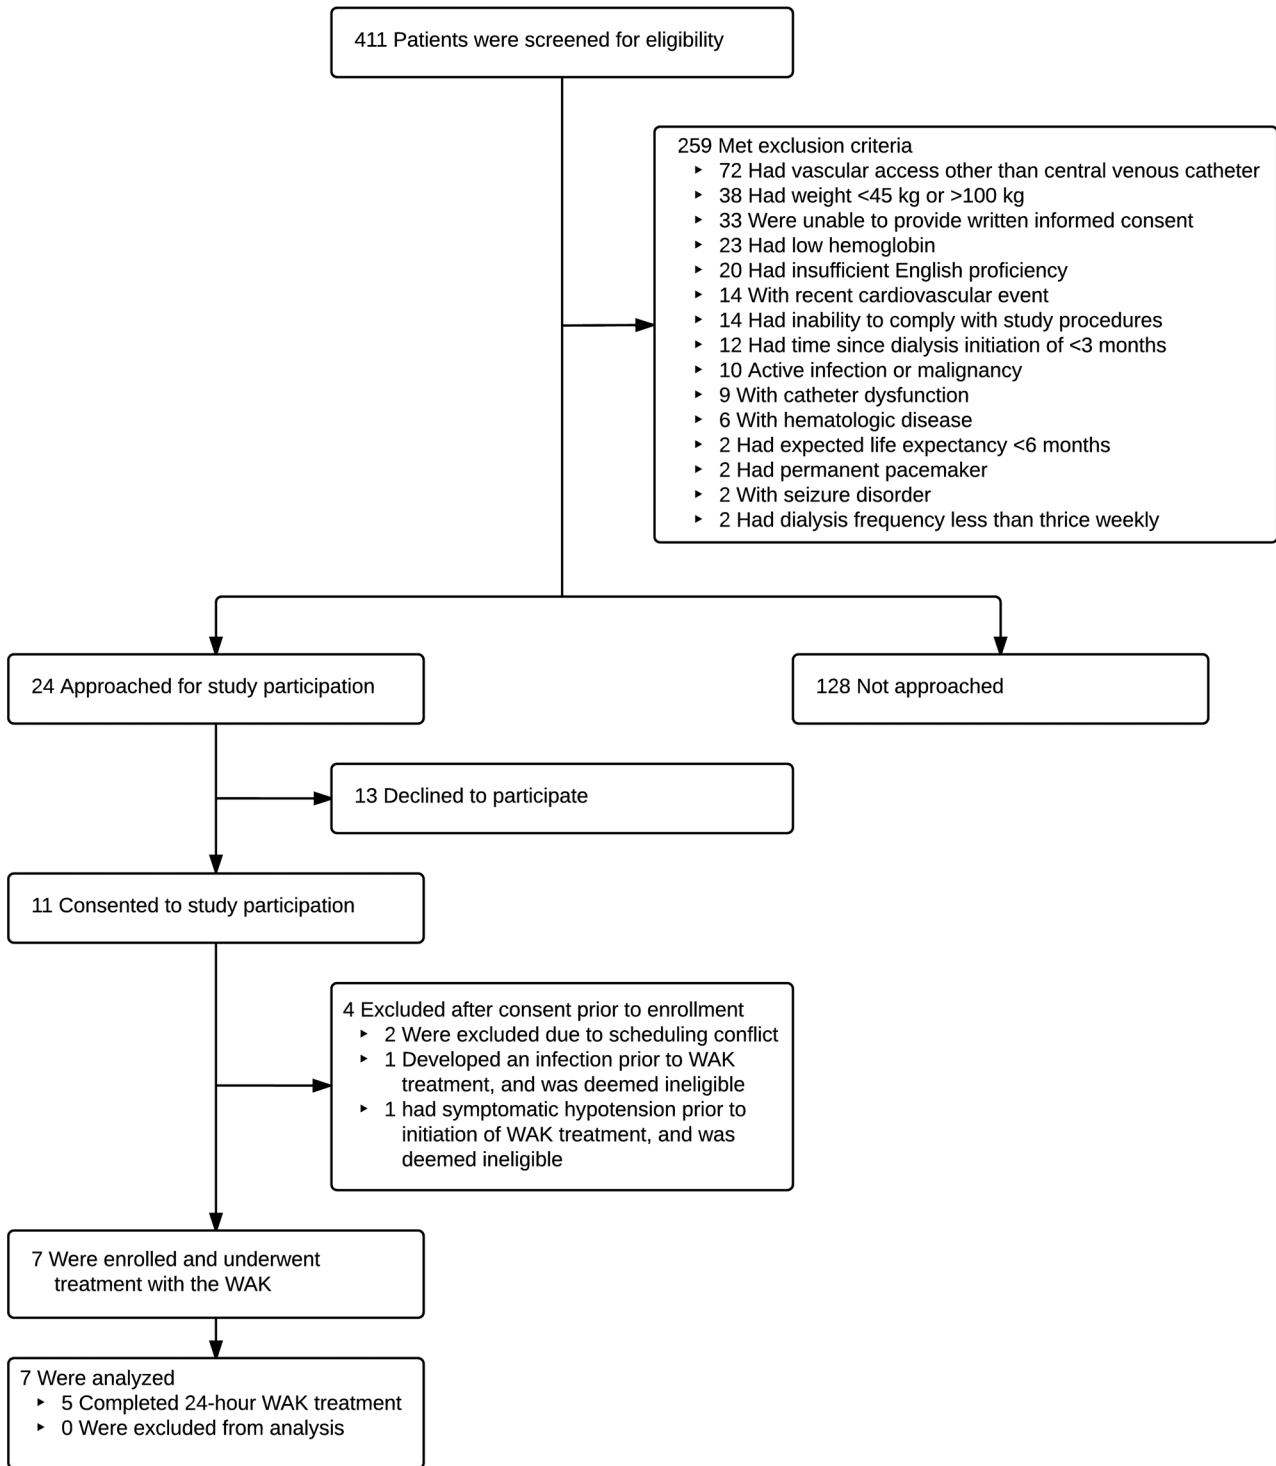 411 Patients were screened for eligibility
259 Met exclusion criteria
‣ 72 Had vascular access other than central venous catheter
‣ 38 Had weight <45 kg or >100 kg
‣ 33 Were unable to provide written informed consent
‣ 23 Had low hemoglobin
‣ 20 Had insufficient English proficiency
‣ 14 With recent cardiovascular event
‣ 14 Had inability to comply with study procedures
‣ 12 Had time since dialysis initiation of <3 months
‣ 10 Active infection or malignancy
‣ 9 With catheter dysfunction
‣ 6 With hematologic disease
‣ 2 Had expected life expectancy <6 months
‣ 2 Had permanent pacemaker
‣ 2 With seizure disorder
‣ 2 Had dialysis frequency less than thrice weekly
24 Approached for study participation
128 Not approached
13 Declined to participate
11 Consented to study participation
4 Excluded after consent prior to enrollment
‣ 2 Were excluded due to scheduling conflict
‣ 1 Developed an infection prior to WAK
treatment, and was deemed ineligible
‣ 1 had symptomatic hypotension prior to
initiation of WAK treatment, and was
deemed ineligible
7 Were enrolled and underwent
treatment with the WAK
7 Were analyzed
‣ 5 Completed 24-hour WAK treatment
‣ 0 Were excluded from analysis